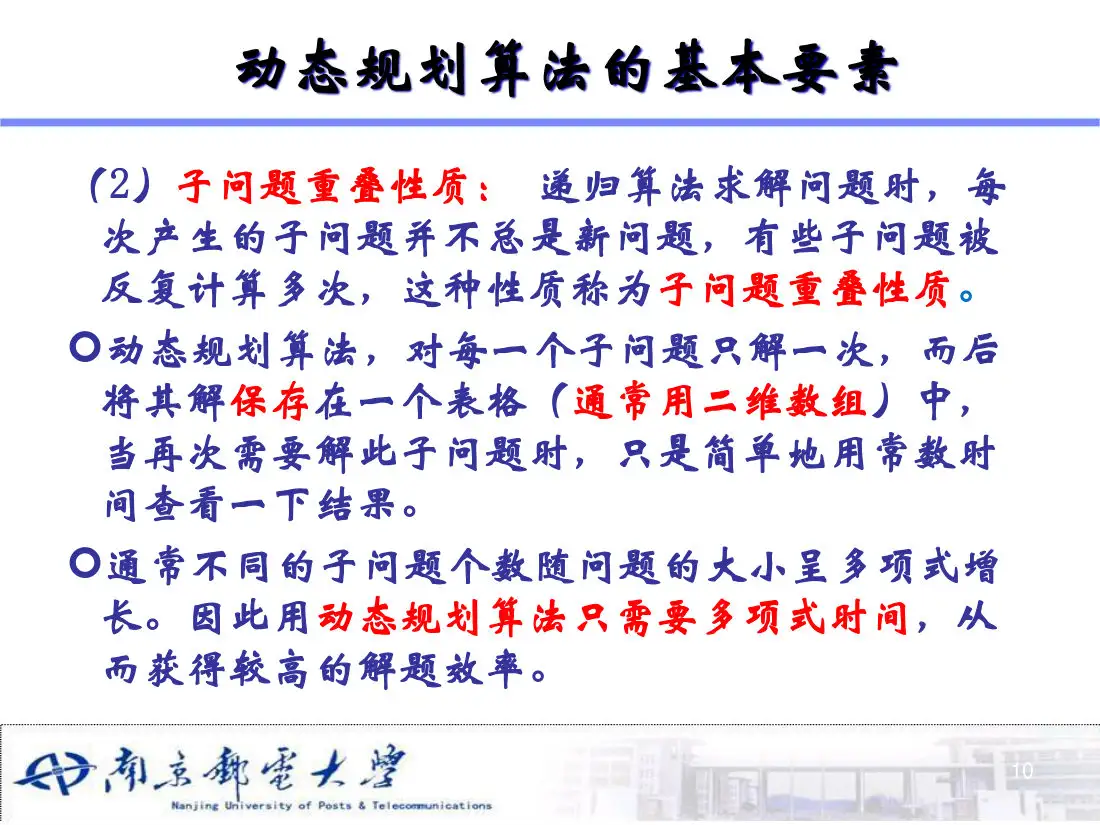 动态规划算法的基本要素
（2）子问题重叠性质： 递归算法求解问题时，每
次产生的子问题并不总是新问题，有些子问题被
反复计算多次，这种性质称为子问题重叠性质。
动态规划算法，对每一个子问题只解一次，而后
将其解保存在一个表格（通常用二维数组）中，
当再次需要解此子问题时，只是简单地用常数时
间查看一下结果。
通常不同的子问题个数随问题的大小呈多项式增
长。因此用动态规划算法只需要多项式时间，从
而获得较高的解题效率。
南京郵電大學
Nanjing University of Posts & Telecommunications
10